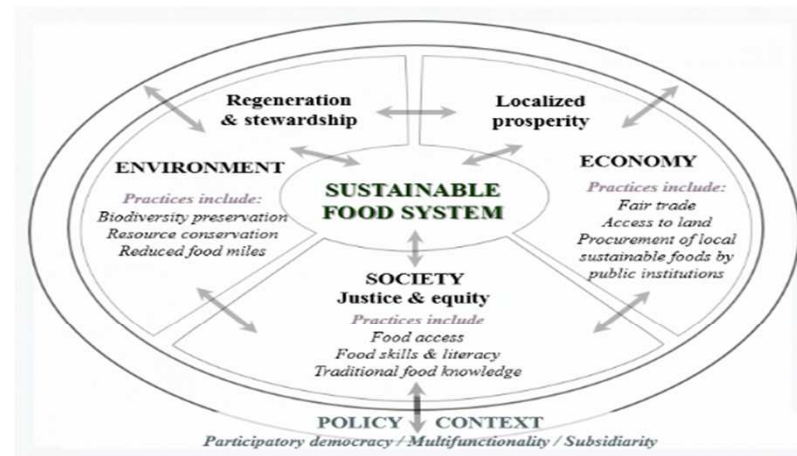 Regeneration
& stewardship
Localized
prosperity
ENVIRONMENT
Practices include:
Biodiversity preservation
Resource conservation
Reduced food miles
SUSTAINABLE
FOOD SYSTEM
ECONOMY
Practices include:
Fair trade
Access to land
Procurement of local
sustainable foods by
public institutions
SOCIETY
Justice & equity
Practices include
Food access
Food skills & literacy
Traditional food knowledge
POLICY CONTEXT
Participatory democracy / Multifunctionality / Subsidiarity